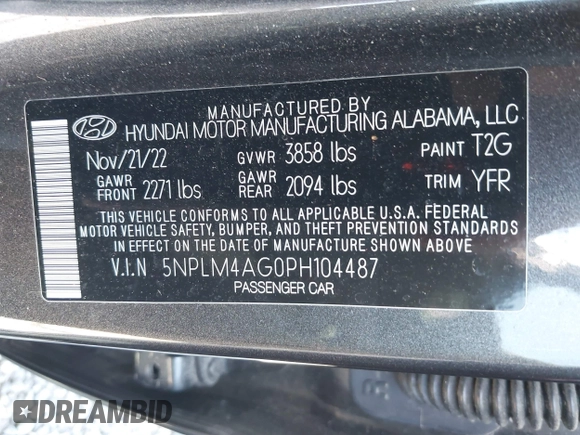 MANUFACTURED BY
HYUNDAI MOTOR MANUFACTURING ALABAMA, LLC
Nov/21/22 GVWR 3858 lbs PAINT T2G
GAWR FRONT 2271 lbs GAWR REAR 2094 lbs TRIM YFR
THIS VEHICLE CONFORMS TO ALL APPLICABLE U.S.A. FEDERAL
MOTOR VEHICLE SAFETY, BUMPER, AND THEFT PREVENTION STANDARDS
IN EFFECT ON THE DATE OF MANUFACTURE SHOWN ABOVE.
V.I.N 5NPLM4AG0PH104487
PASSENGER CAR
DREAMBID